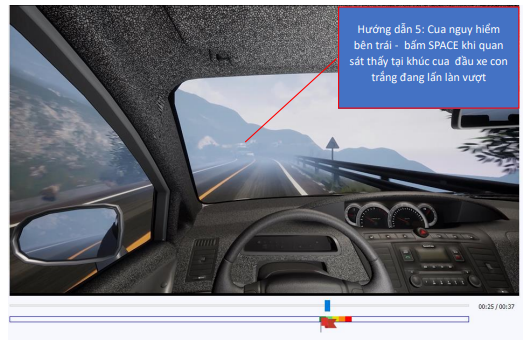 Hướng dẫn 5: Cua nguy hiểm
bên trái - bấm SPACE khi quan
sát thấy tại khúc cua đầu xe con
trắng đang lấn làn vượt
00:25 / 00:37